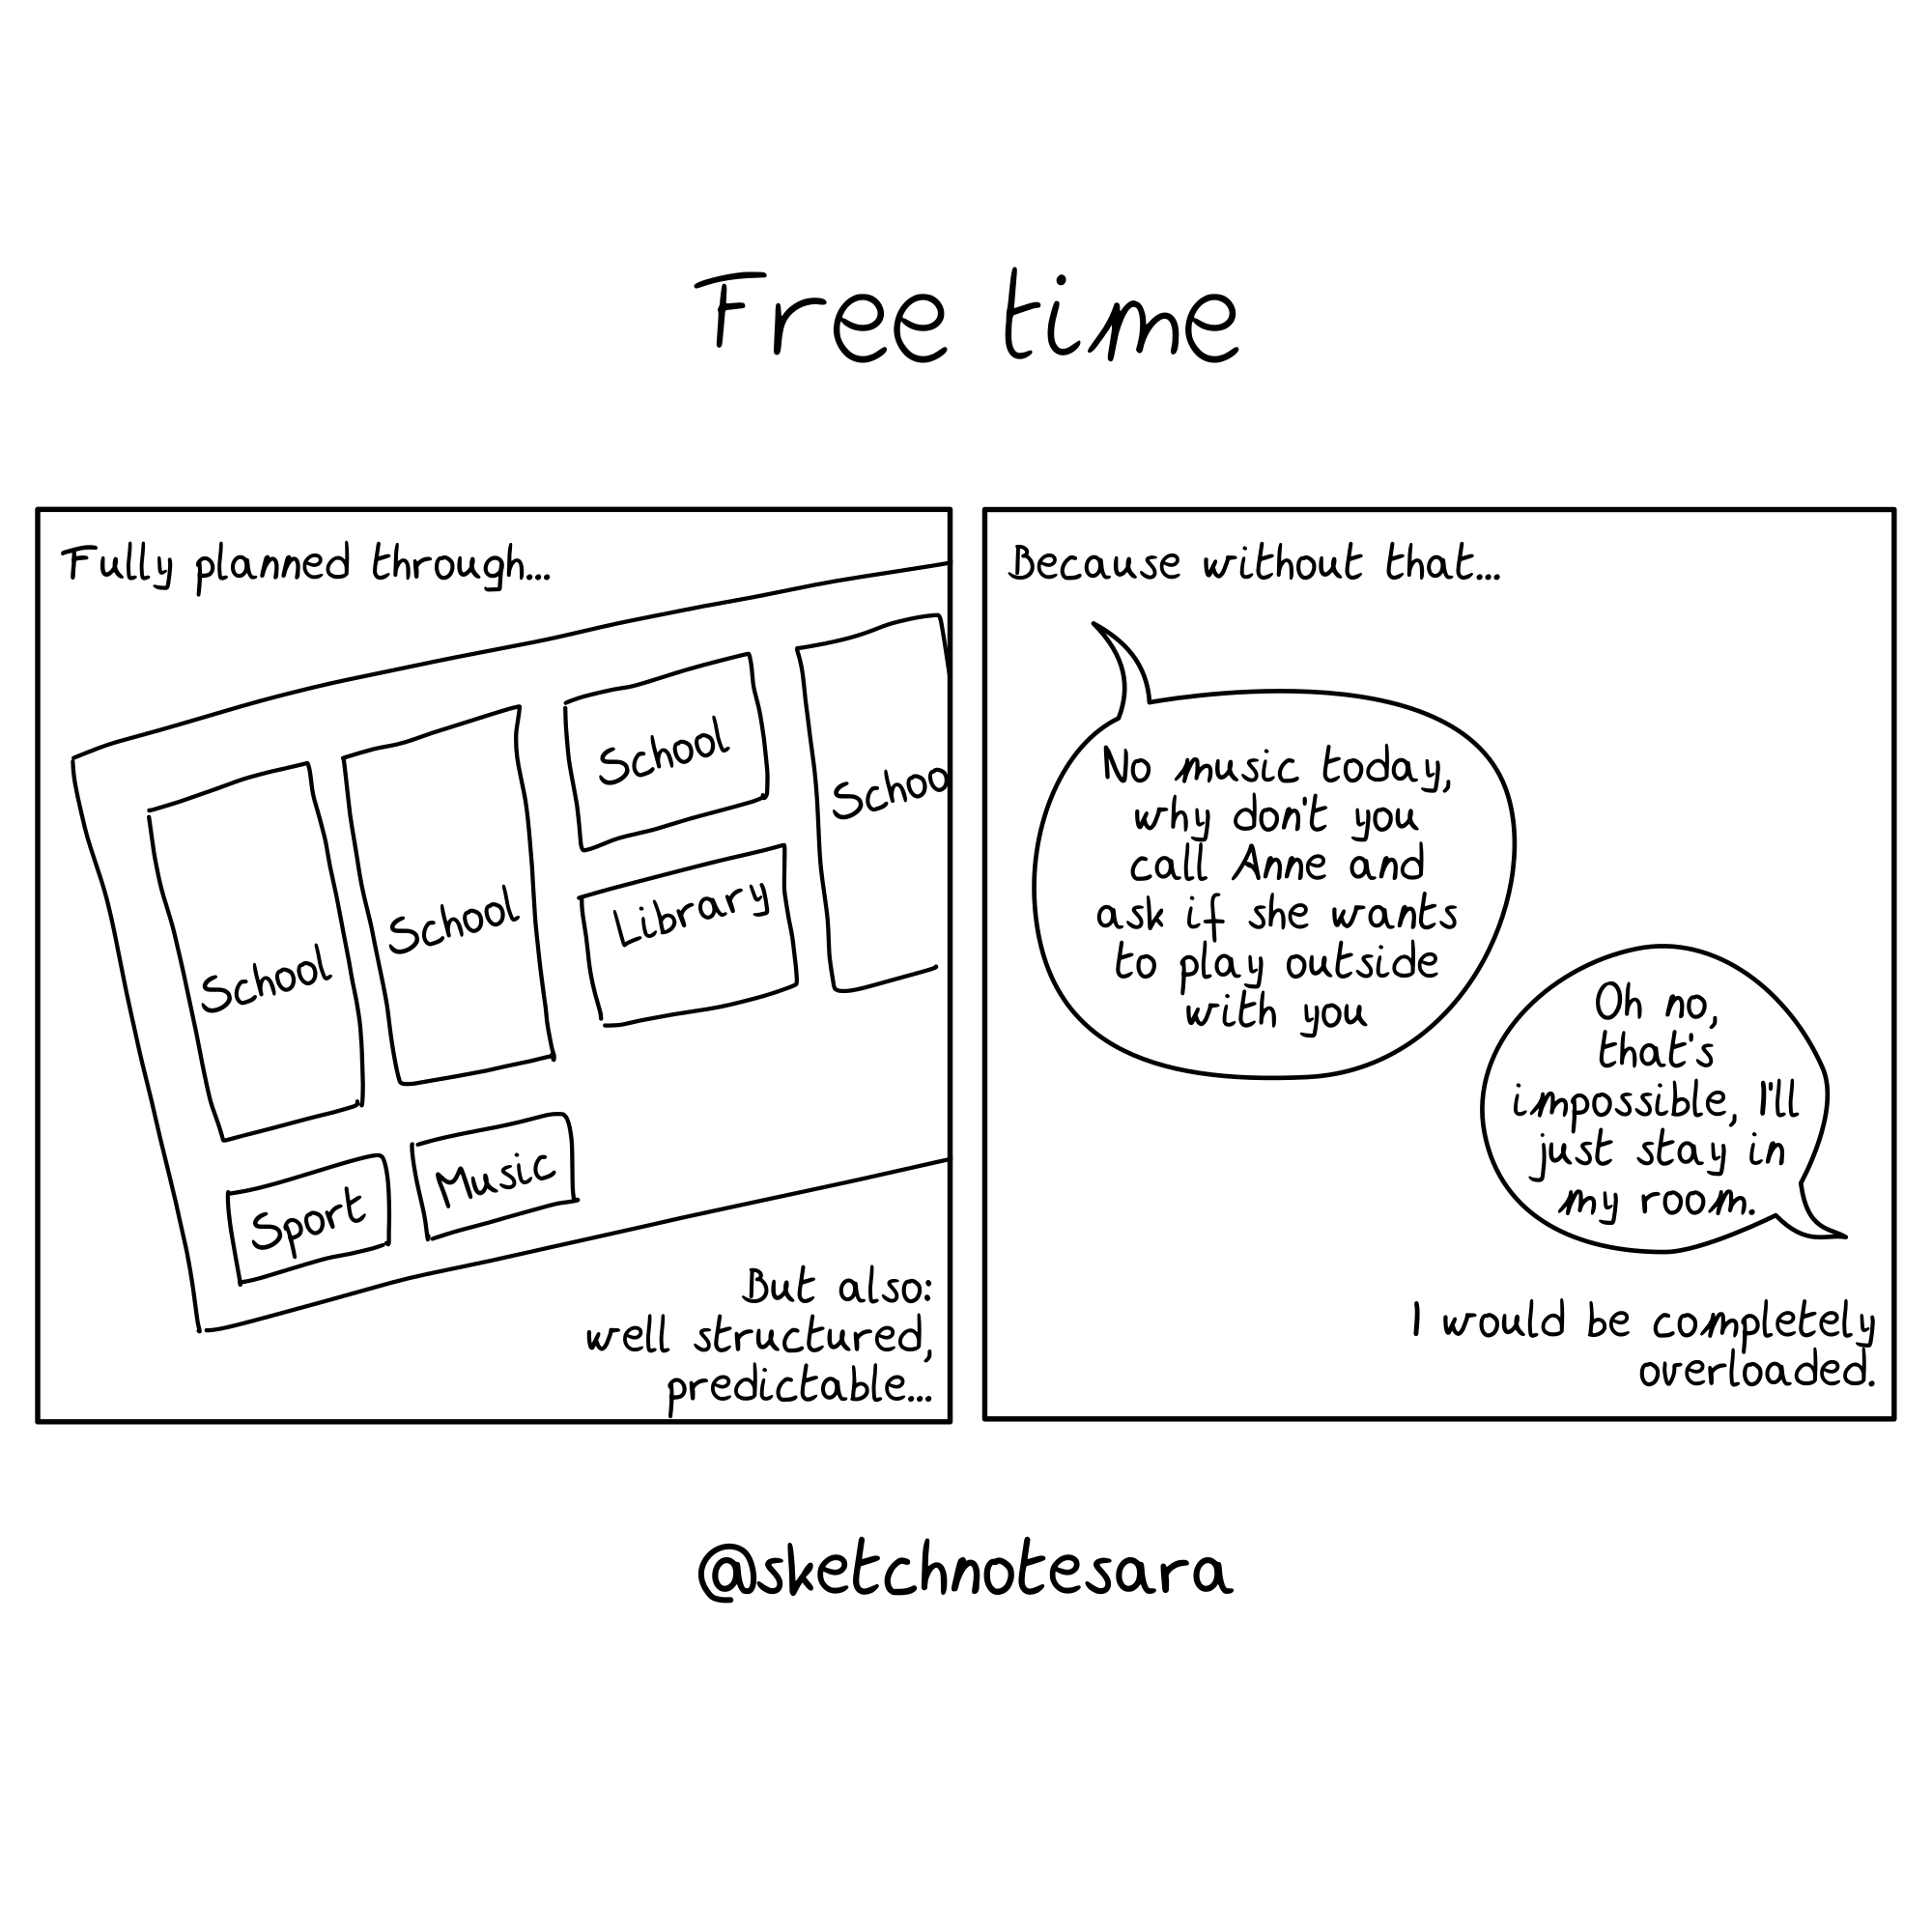 Free time
Fully planned through...
School
School
School
Library
Schoo
Sport
Music
But also:
well structured,
predictable...
Because without that...
No music today,
why don't you
call Anne and
ask if she wants
to play outside
with you
Oh no,
that's
impossible, I'll
just stay in
my room.
I would be completely
overloaded.
@sketchnotesara